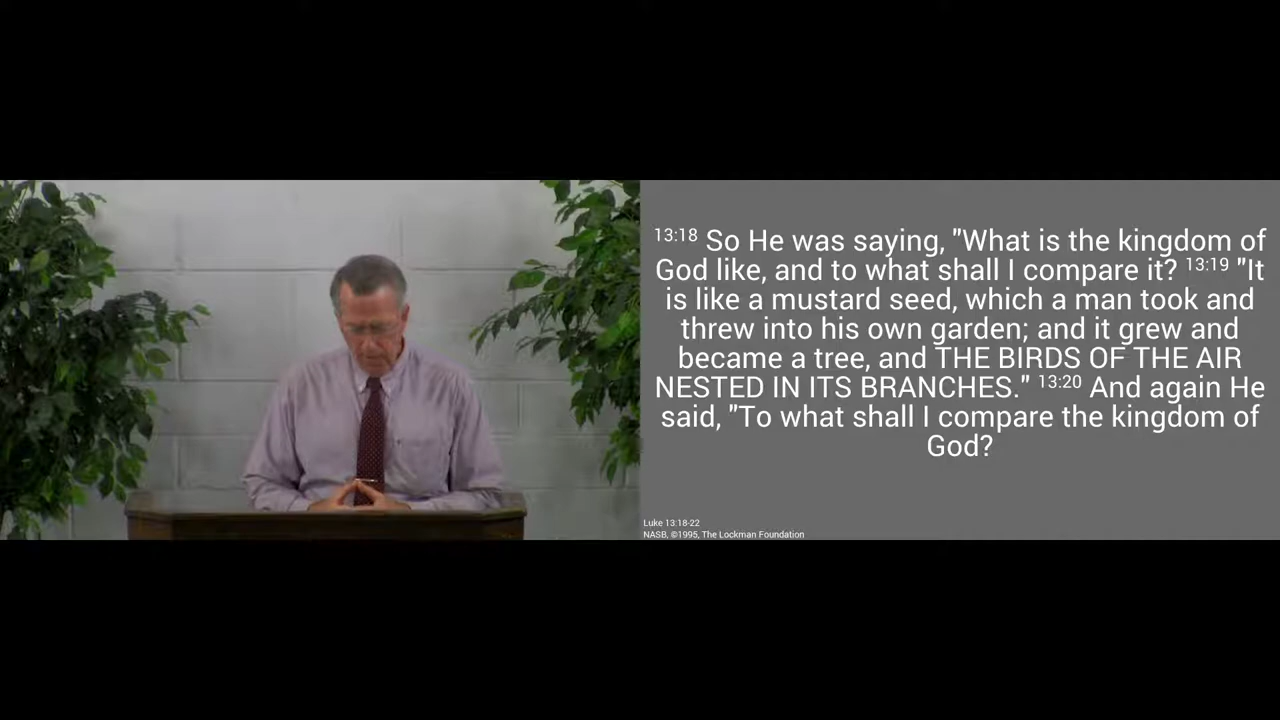 13:18 So He was saying, "What is the kingdom of
God like, and to what shall I compare it? 13:19 "It
is like a mustard seed, which a man took and
threw into his own garden; and it grew and
became a tree, and THE BIRDS OF THE AIR
NESTED IN ITS BRANCHES." 13:20 And again He
said, "To what shall I compare the kingdom of
God?
Luke 13:18-22
NASB, ©1995, The Lockman Foundation